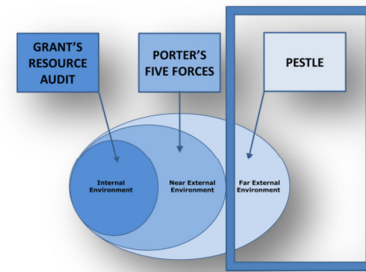 GRANT'S
RESOURCE
AUDIT
PORTER'S
FIVE FORCES
PESTLE
Internal
Environment
Near External
Environment
Far External
Environment